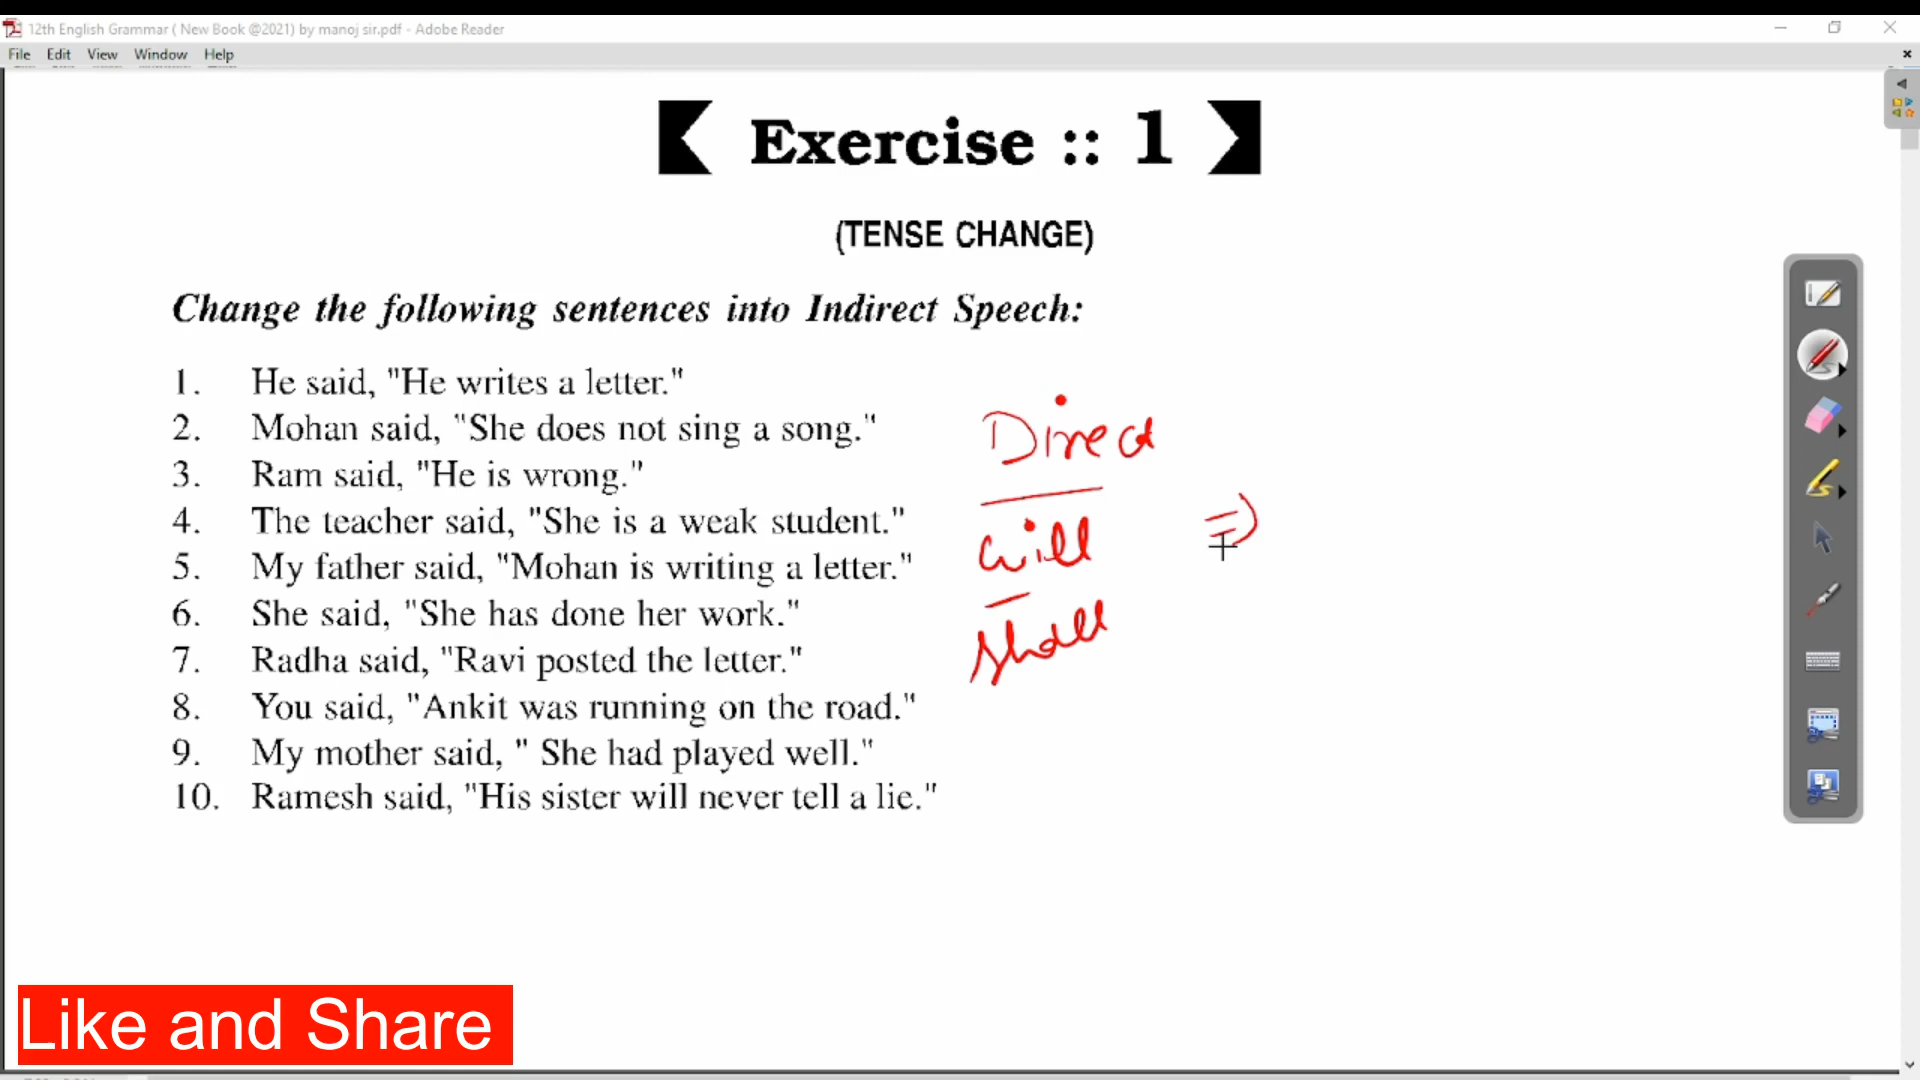 12th English Grammar ( New Book @2021) by manoj sir.pdf - Adobe Reader
File Edit View Window Help
Exercise :: 1
(TENSE CHANGE)
Change the following sentences into Indirect Speech:
1. He said, "He writes a letter."
2. Mohan said, "She does not sing a song."
3. Ram said, "He is wrong."
4. The teacher said, "She is a weak student."
5. My father said, "Mohan is writing a letter."
6. She said, "She has done her work."
7. Radha said, "Ravi posted the letter."
8. You said, "Ankit was running on the road."
9. My mother said, " She had played well."
10. Ramesh said, "His sister will never tell a lie."
Direct
will ⇒
shall
Like and Share